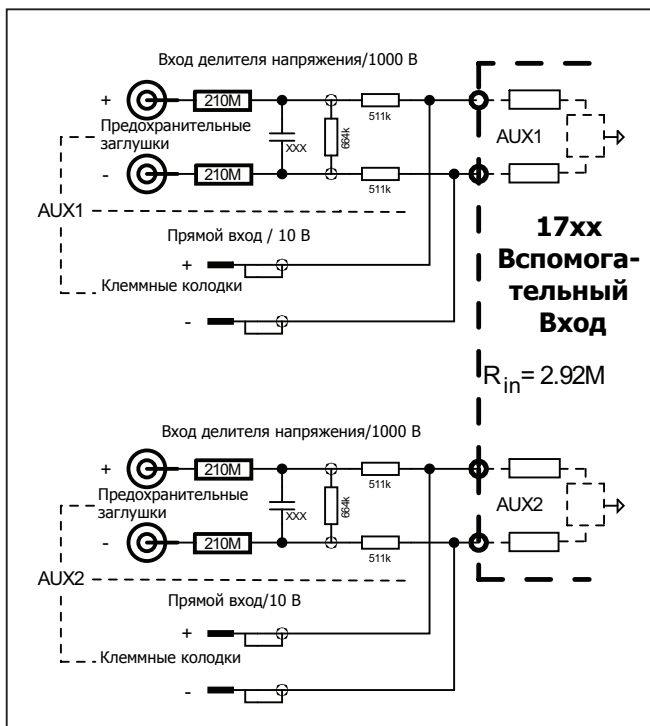 Вход делителя напряжения/1000 В
+
210M
511k
Предохранительные
заглушки
XXX
664k
-
210M
511k
AUX1
AUX1
Прямой вход / 10 В
+
Клеммные колодки
-
17xx
Вспомога-
тельный
Вход
Rin= 2.92M
Вход делителя напряжения/1000 В
+
210M
511k
Предохранительные
заглушки
XXX
664k
-
210M
511k
AUX2
AUX2
Прямой вход/10 В
+
Клеммные колодки
-